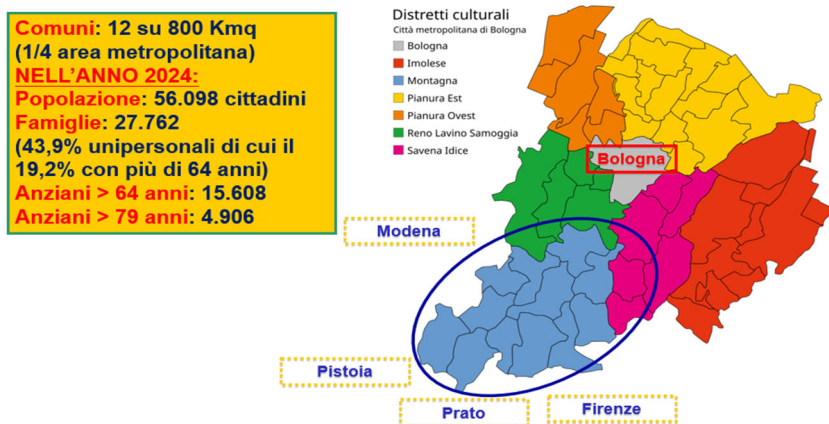 Comuni: 12 su 800 Kmq
(1/4 area metropolitana)
NELL'ANNO 2024:
Popolazione: 56.098 cittadini
Famiglie: 27.762
(43,9% unipersonali di cui il
19,2% con più di 64 anni)
Anziani > 64 anni: 15.608
Anziani > 79 anni: 4.906
Distretti culturali
Città metropolitana di Bologna
Bologna
Imolese
Montagna
Pianura Est
Pianura Ovest
Reno Lavino Samoggia
Savena Idice
Bologna
Modena
Pistoia
Prato
Firenze